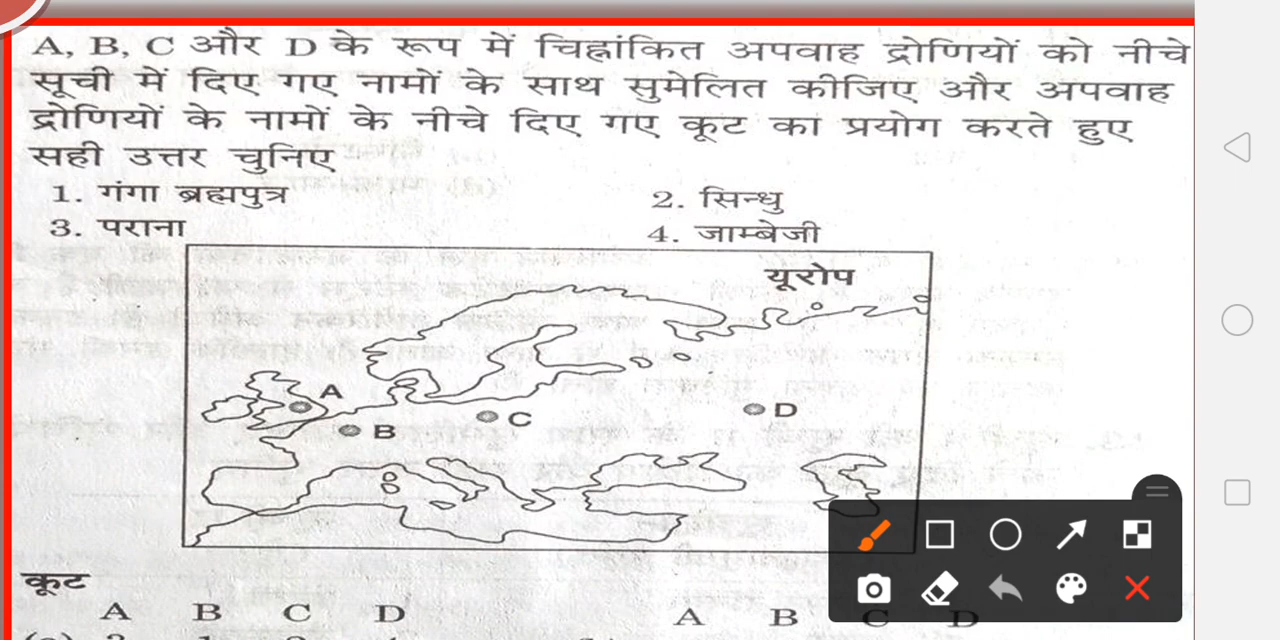 A, B, C और D के रूप में चिह्नांकित अपवाह द्रोणियों को नीचे
सूची में दिए गए नामों के साथ सुमेलित कीजिए और अपवाह
द्रोणियों के नामों के नीचे दिए गए कूट का प्रयोग करते हुए
सही उत्तर चुनिए
1. गंगा ब्रह्मपुत्र 2. सिन्धु
3. पराना 4. जाम्बेजी
यूरोप
A
B
C
D
कूट
A B C D A B C D